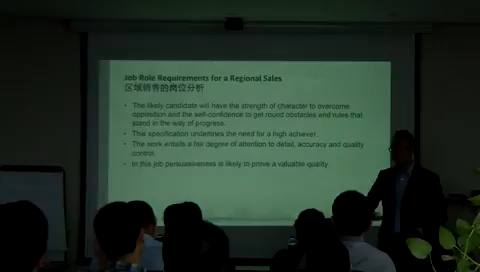 Job Role Requirements for a Regional Sales
区域销售的岗位分析
• The likely candidate will have the strength of character to overcome
opposition and the self-confidence to get round obstacles and rules that
stand in the way of progress.
• This specification underlines the need for a high achiever.
• The work entails a fair degree of attention to detail, accuracy and quality
control.
• In this job persuasiveness is likely to prove a valuable quality.